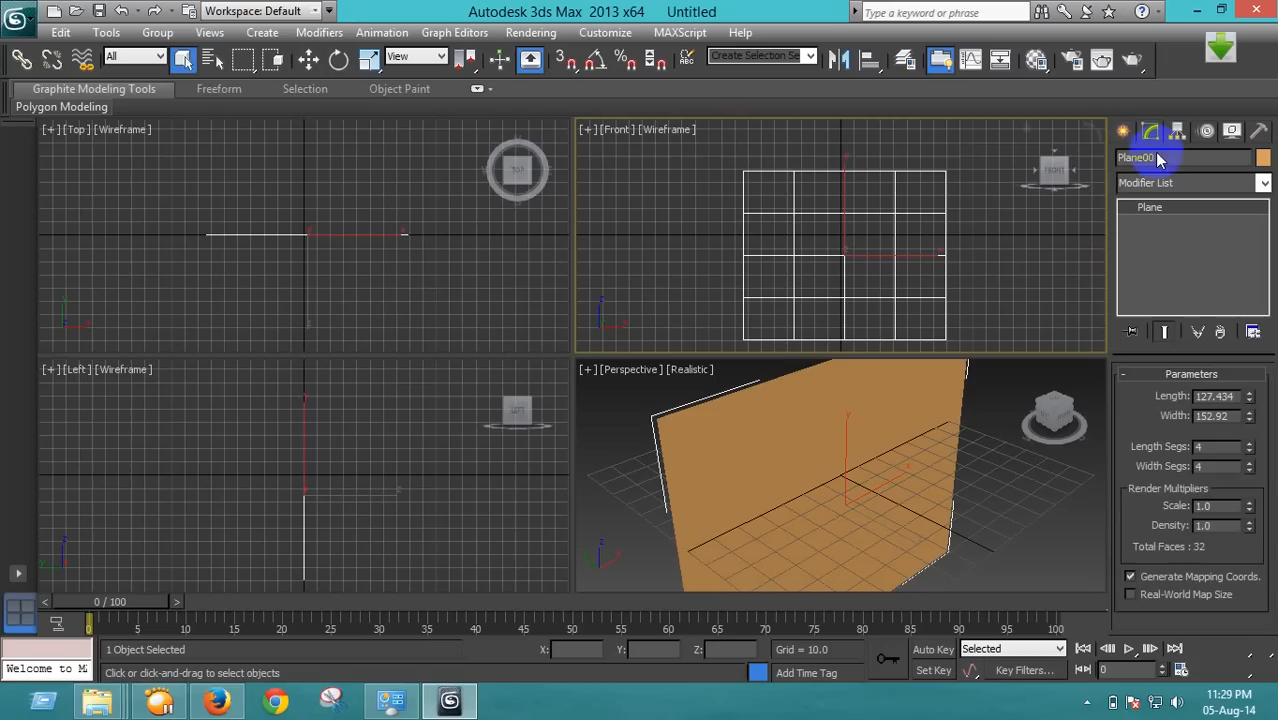 Workspace: Default
Autodesk 3ds Max 2013 x64 Untitled
Type a keyword or phrase
Edit Tools Group Views Create Modifiers Animation Graph Editors Rendering Customize MAXScript Help
All
View
Create Selection Se
Graphite Modeling Tools Freeform Selection Object Paint
Polygon Modeling
[+] [Top] [Wireframe]
TOP
[+] [Front] [Wireframe]
FRONT
Plane00
Modifier List
Plane
[+] [Left] [Wireframe]
LEFT
[+] [Perspective] [Realistic]
- Parameters
Length: 127.434
Width: 152.92
Length Segs: 4
Width Segs: 4
Render Multipliers
Scale: 1.0
Density: 1.0
Total Faces : 32
Generate Mapping Coords.
Real-World Map Size
< 0 / 100 >
0 5 10 15 20 25 30 35 40 45 50 55 60 65 70 75 80 85 90 95 100
1 Object Selected
X: Y: Z:
Grid = 10.0
Auto Key
Selected
Welcome to M
Click or click-and-drag to select objects
Add Time Tag
Set Key
Key Filters...
0
11:29 PM
05-Aug-14